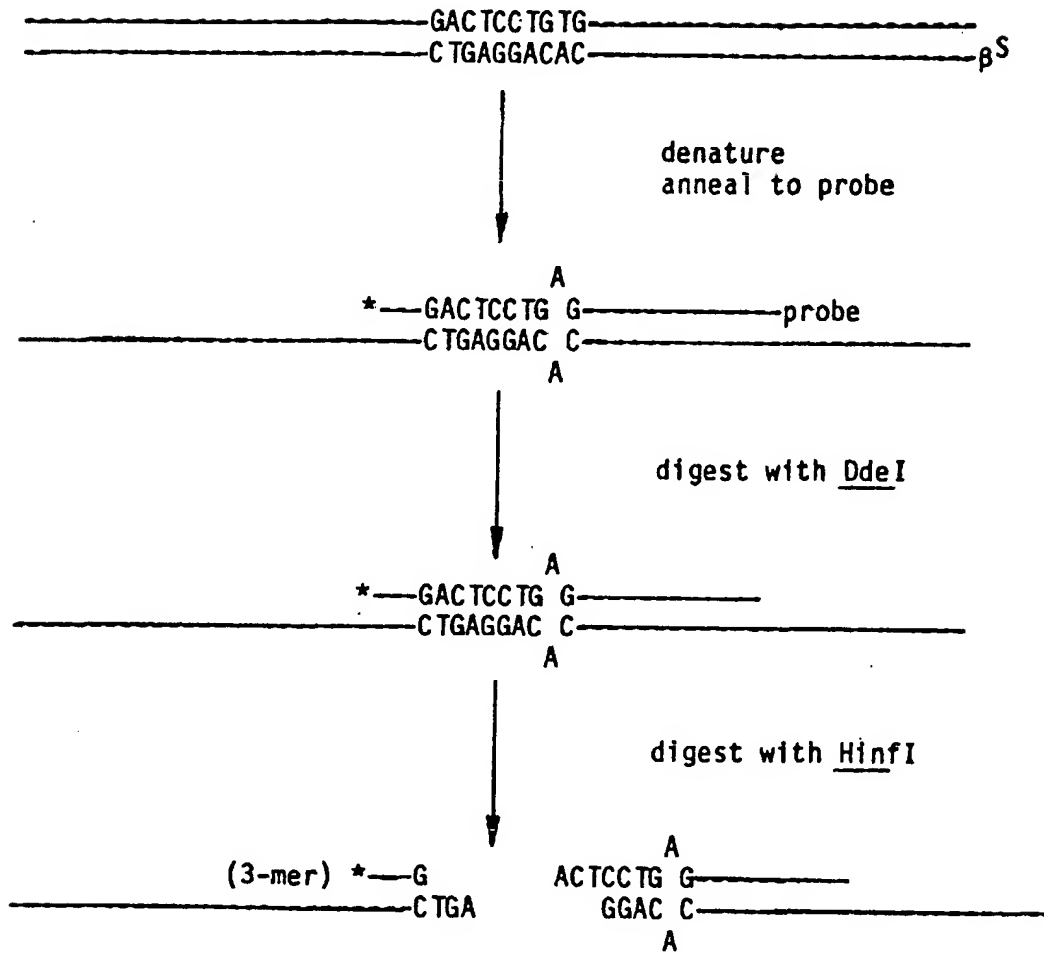 GACTCCTGTG
CTGAGGACAC βS
denature
anneal to probe
A
* GACTCCTG G probe
CTGAGGAC C
A
digest with DdeI
A
* GACTCCTG G
CTGAGGAC C
A
digest with HinfI
A
(3-mer) * G ACTCCTG G
CTGA GGAC C
A